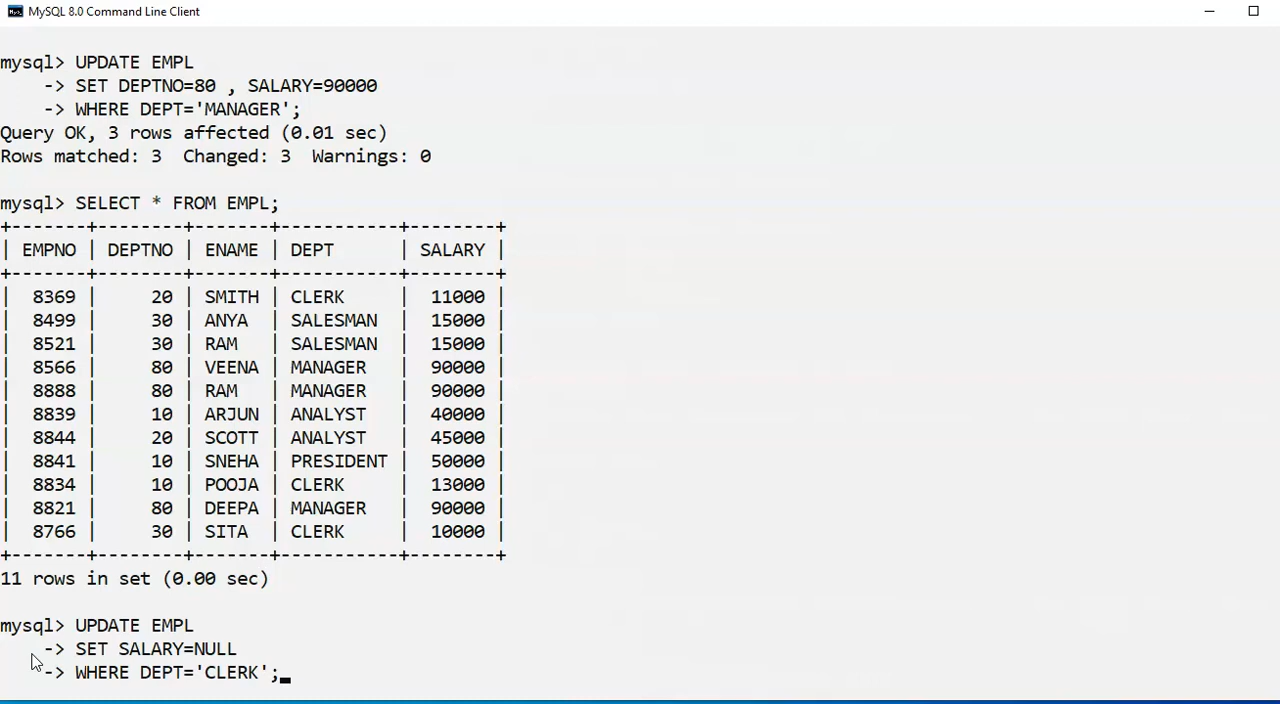 MySQL 8.0 Command Line Client
mysql> UPDATE EMPL
    -> SET DEPTNO=80 , SALARY=90000
    -> WHERE DEPT='MANAGER';
Query OK, 3 rows affected (0.01 sec)
Rows matched: 3  Changed: 3  Warnings: 0
mysql> SELECT * FROM EMPL;
+-------+--------+-------+-----------+--------+
| EMPNO | DEPTNO | ENAME | DEPT      | SALARY |
+-------+--------+-------+-----------+--------+
|  8369 |     20 | SMITH | CLERK     |  11000 |
|  8499 |     30 | ANYA  | SALESMAN  |  15000 |
|  8521 |     30 | RAM   | SALESMAN  |  15000 |
|  8566 |     80 | VEENA | MANAGER   |  90000 |
|  8888 |     80 | RAM   | MANAGER   |  90000 |
|  8839 |     10 | ARJUN | ANALYST   |  40000 |
|  8844 |     20 | SCOTT | ANALYST   |  45000 |
|  8841 |     10 | SNEHA | PRESIDENT |  50000 |
|  8834 |     10 | POOJA | CLERK     |  13000 |
|  8821 |     80 | DEEPA | MANAGER   |  90000 |
|  8766 |     30 | SITA  | CLERK     |  10000 |
+-------+--------+-------+-----------+--------+
11 rows in set (0.00 sec)
mysql> UPDATE EMPL
    -> SET SALARY=NULL
    -> WHERE DEPT='CLERK';